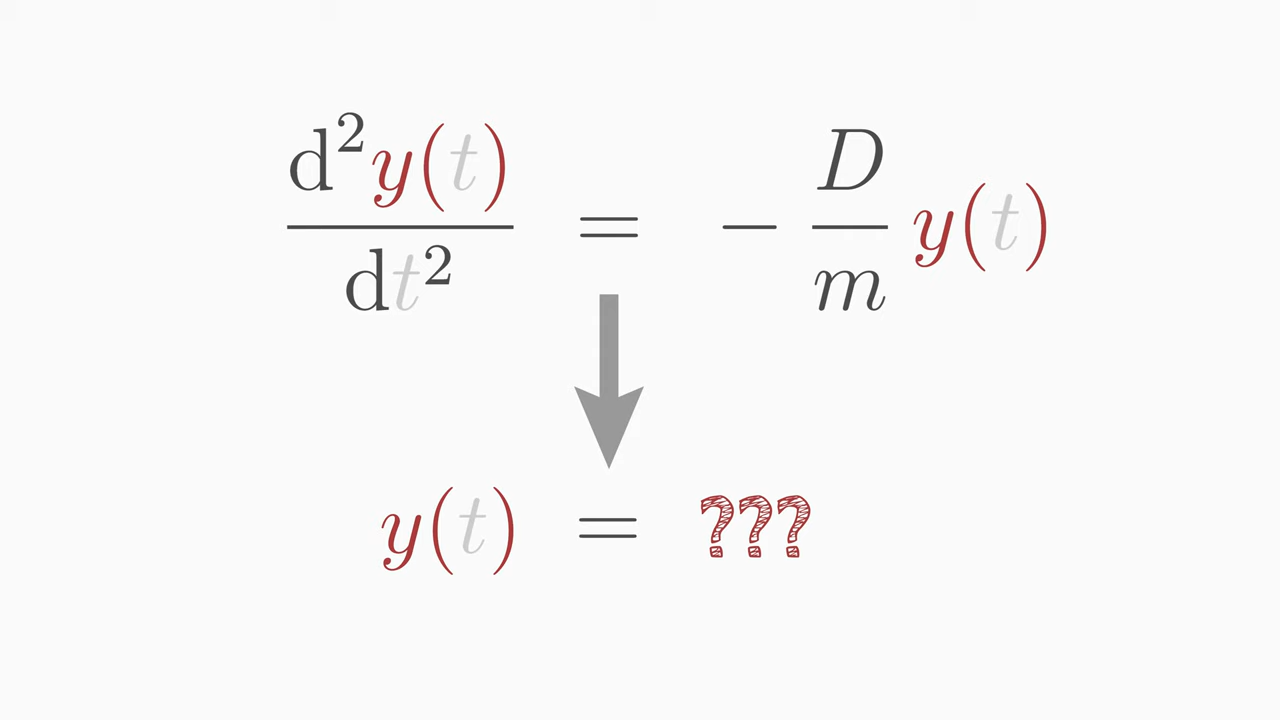 d²y(t)/dt² = − D/m y(t)
y(t) = ???